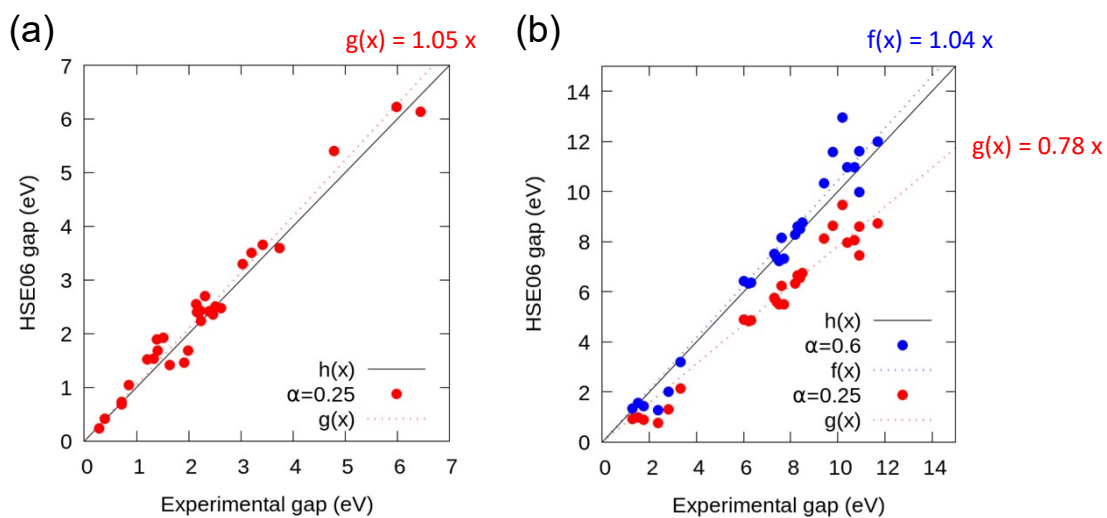 (a)
g(x) = 1.05 x
HSE06 gap (eV)
7
6
5
4
3
2
1
0
h(x)
α=0.25
g(x)
0 1 2 3 4 5 6 7
Experimental gap (eV)
(b)
f(x) = 1.04 x
g(x) = 0.78 x
HSE06 gap (eV)
14
12
10
8
6
4
2
0
h(x)
α=0.6
f(x)
α=0.25
g(x)
0 2 4 6 8 10 12 14
Experimental gap (eV)